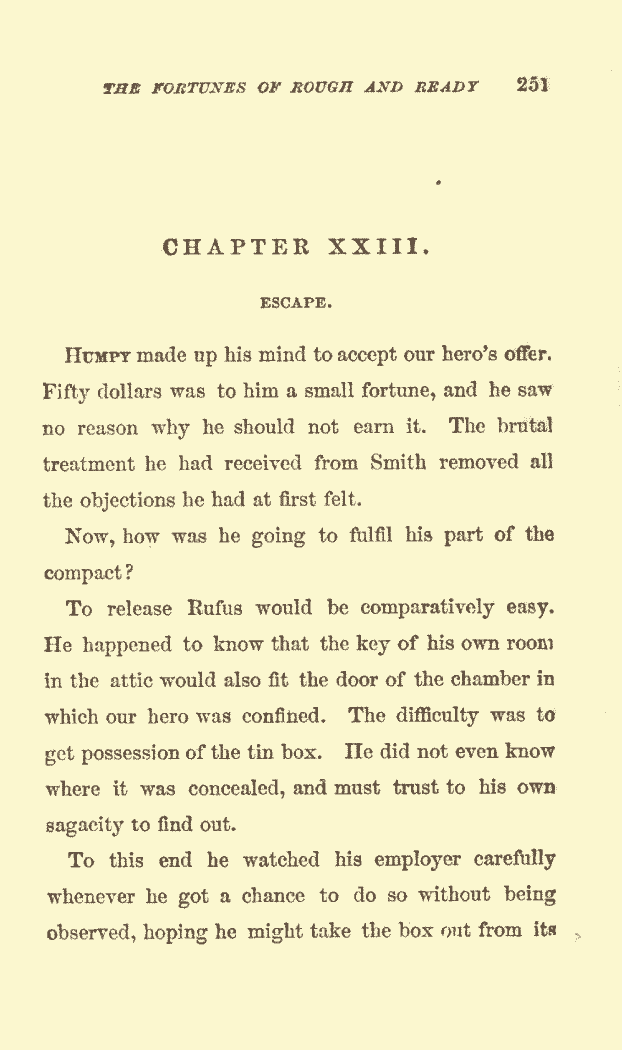 THE FORTUNES OF ROUGH AND READY 251
CHAPTER XXIII.
ESCAPE.
HUMPY made up his mind to accept our hero's offer.
Fifty dollars was to him a small fortune, and he saw
no reason why he should not earn it. The brutal
treatment he had received from Smith removed all
the objections he had at first felt.
Now, how was he going to fulfil his part of the
compact?
To release Rufus would be comparatively easy.
He happened to know that the key of his own room
in the attic would also fit the door of the chamber in
which our hero was confined. The difficulty was to
get possession of the tin box. He did not even know
where it was concealed, and must trust to his own
sagacity to find out.
To this end he watched his employer carefully
whenever he got a chance to do so without being
observed, hoping he might take the box out from its